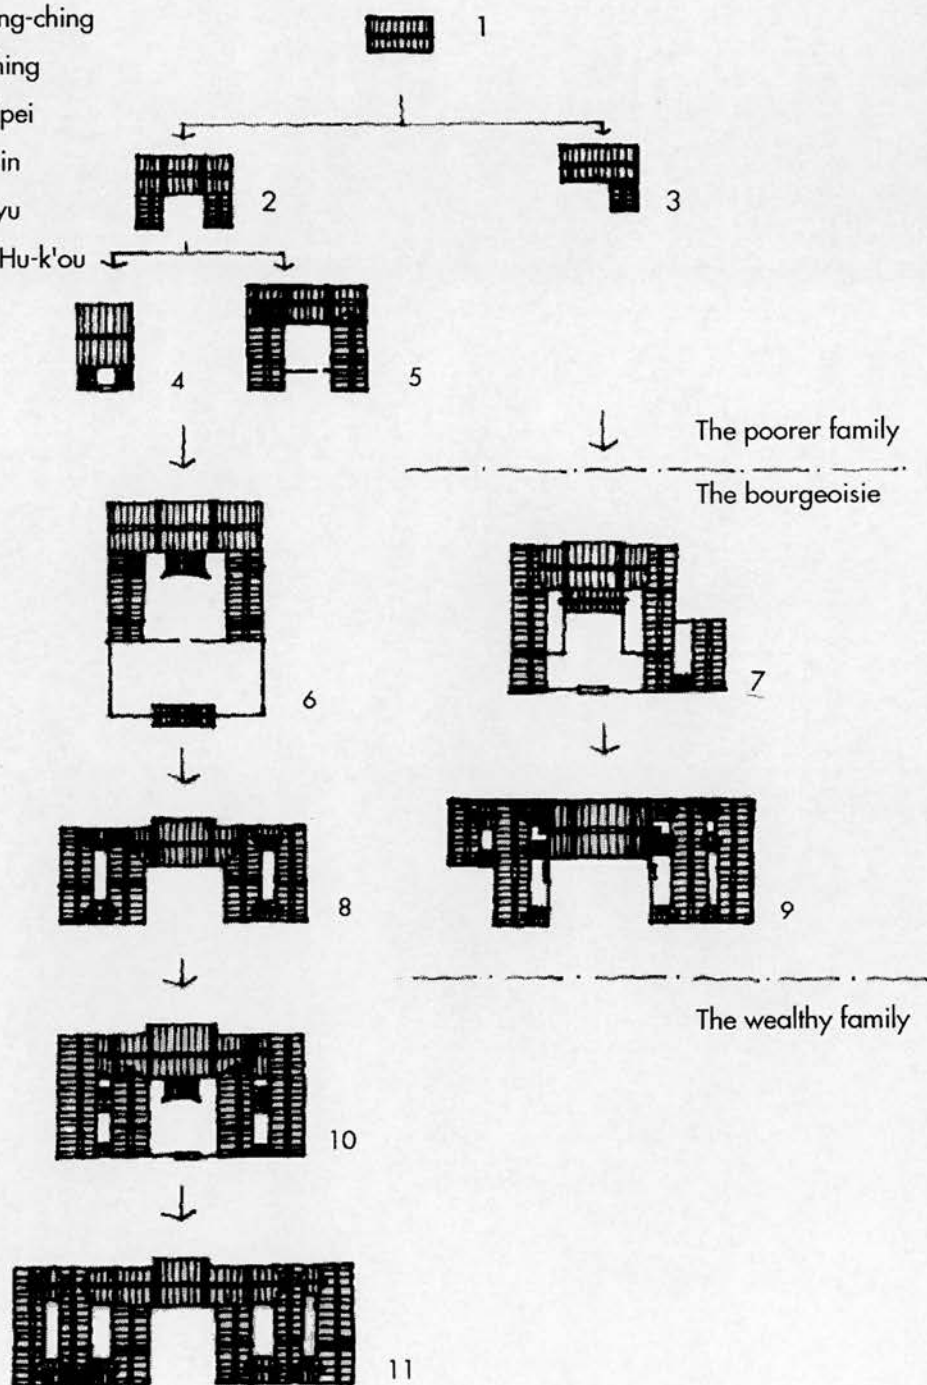 ng-ching
1
ning
pei
in
yu
2
3
Hu-k'ou
4
5
The poorer family
The bourgeoisie
6
7
8
9
The wealthy family
10
11